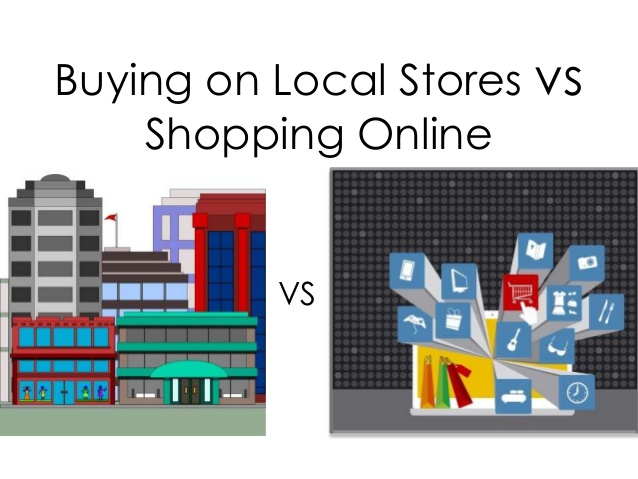 Buying on Local Stores vs
Shopping Online
vs